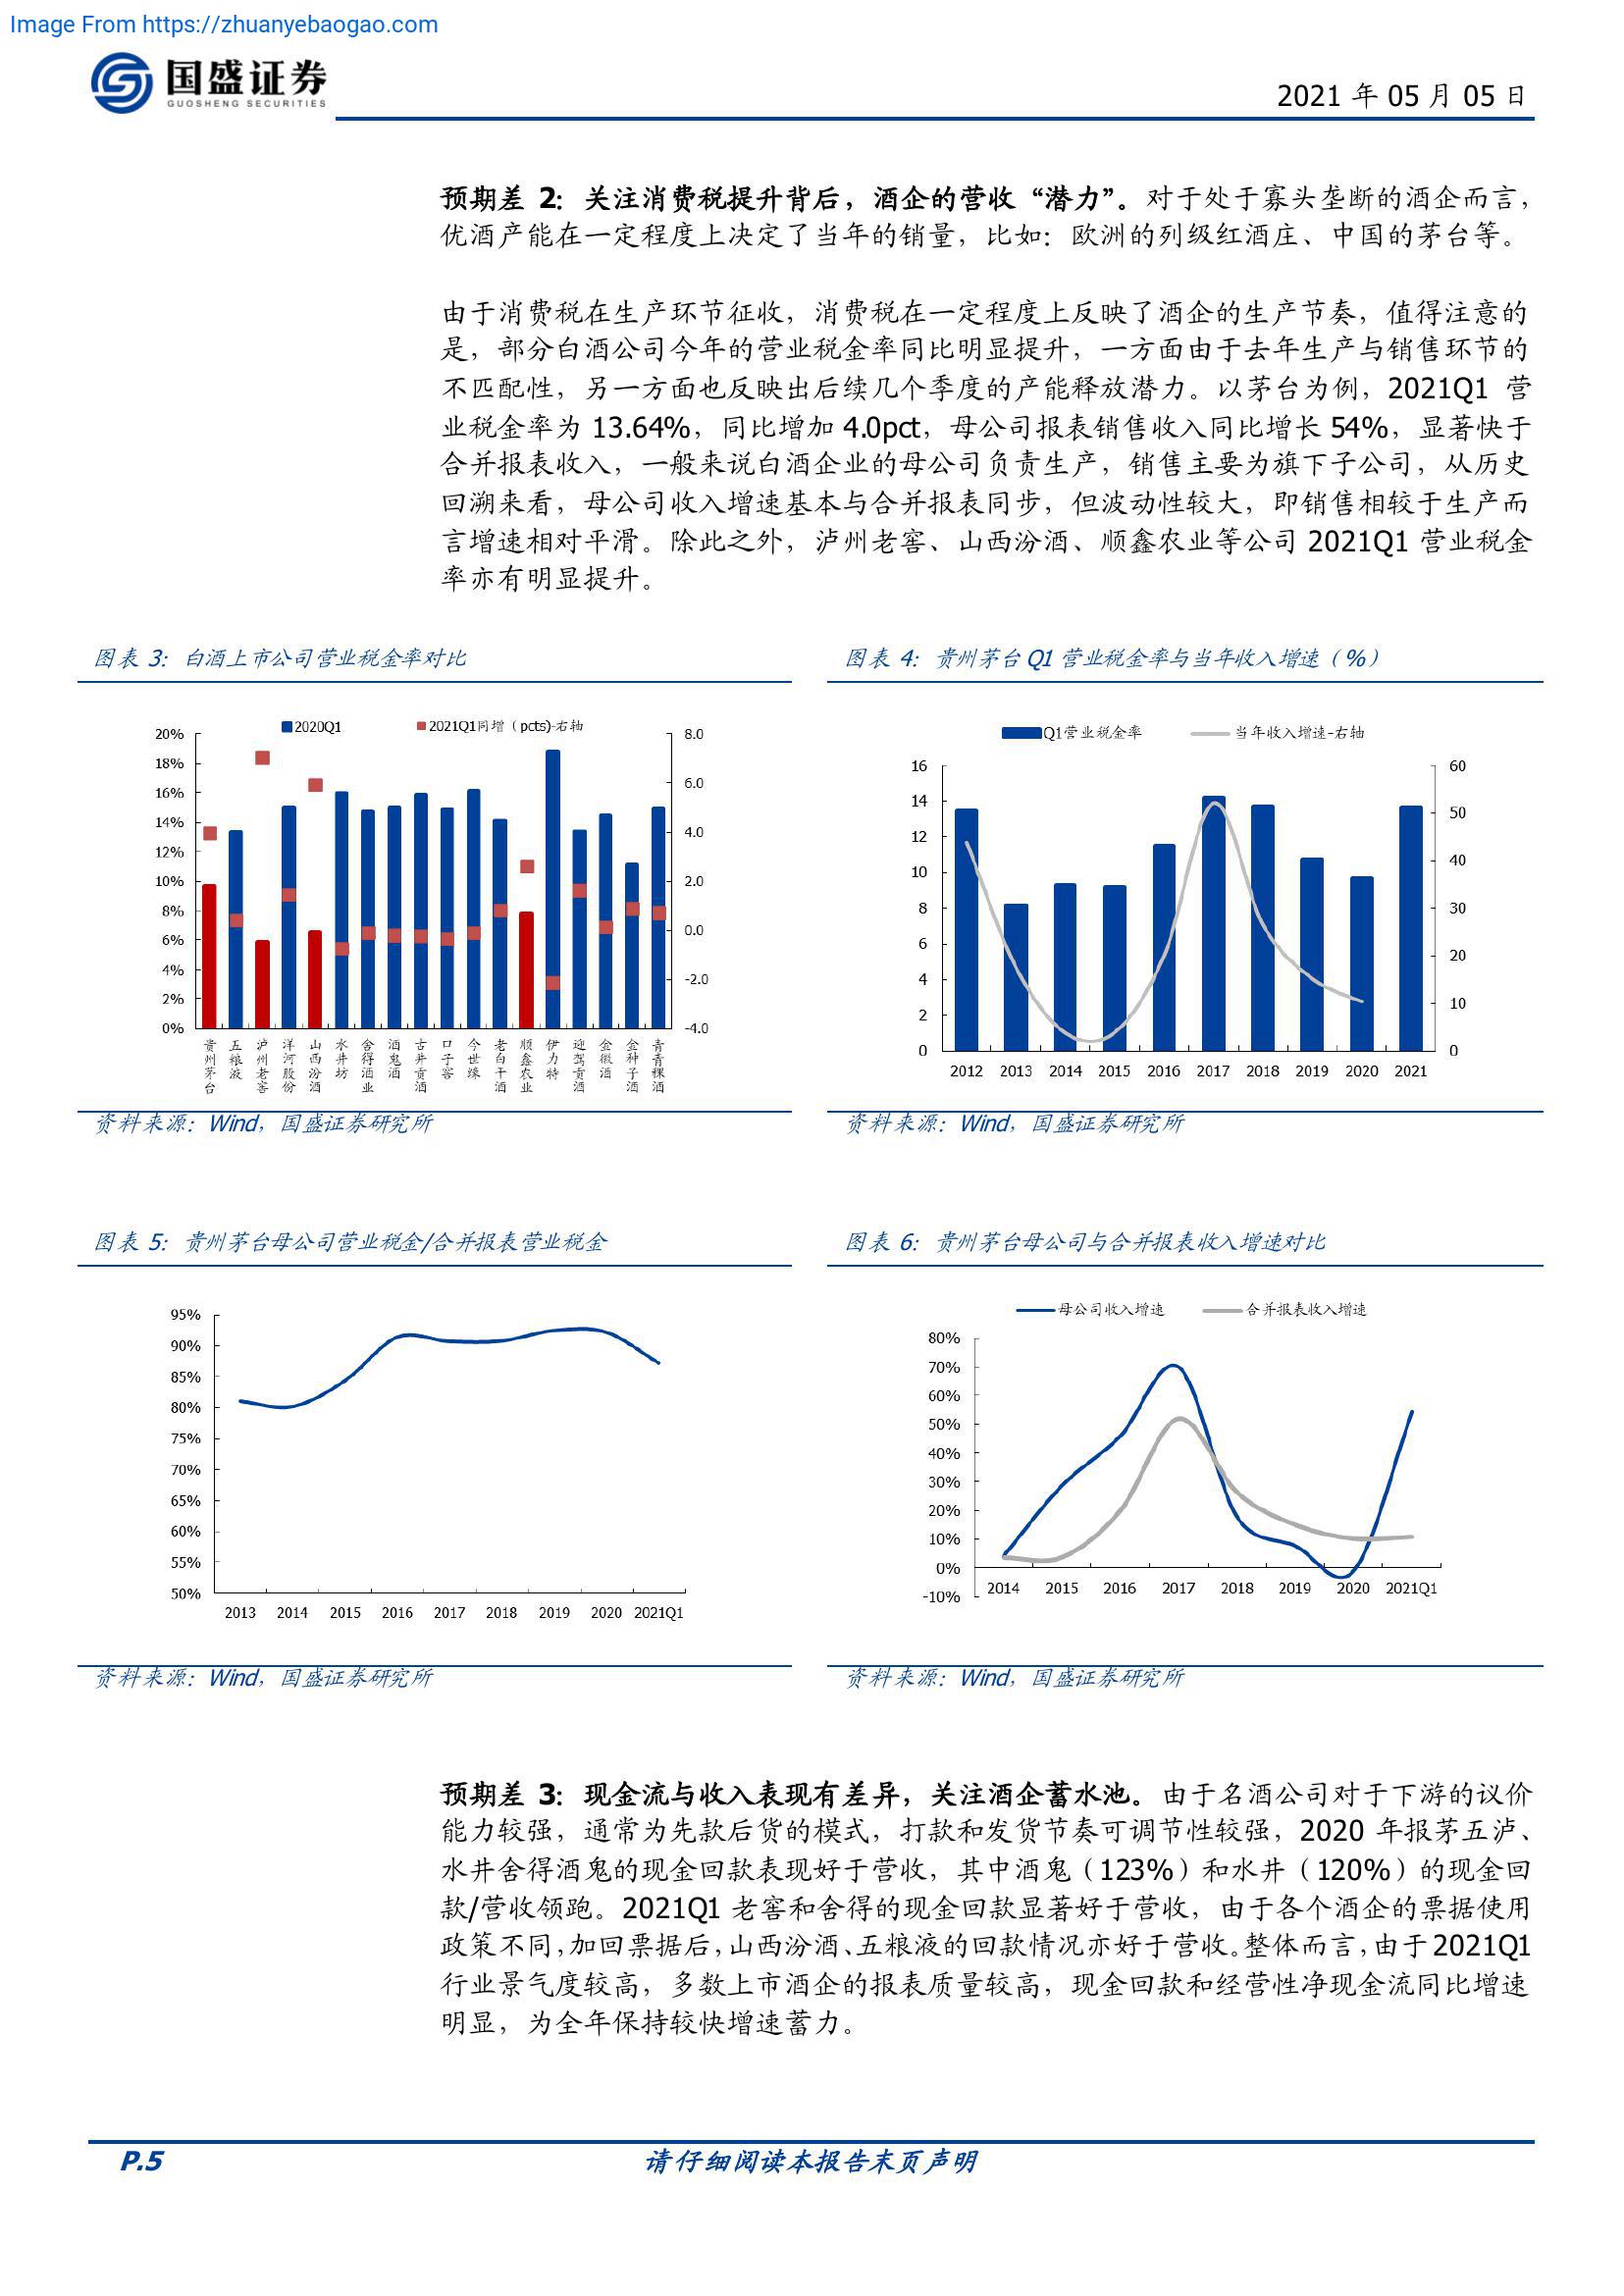 Image From https://zhuanyebaogao.com
国盛证券
GUOSHENG SECURITIES
2021 年 05 月 05 日
预期差 2：关注消费税提升背后，酒企的营收“潜力”。对于处于寡头垄断的酒企而言，
优酒产能在一定程度上决定了当年的销量，比如：欧洲的列级红酒庄、中国的茅台等。
由于消费税在生产环节征收，消费税在一定程度上反映了酒企的生产节奏，值得注意的
是，部分白酒公司今年的营业税金率同比明显提升，一方面由于去年生产与销售环节的
不匹配性，另一方面也反映出后续几个季度的产能释放潜力。以茅台为例，2021Q1 营
业税金率为 13.64%，同比增加 4.0pct，母公司报表销售收入同比增长 54%，显著快于
合并报表收入，一般来说白酒企业的母公司负责生产，销售主要为旗下子公司，从历史
回溯来看，母公司收入增速基本与合并报表同步，但波动性较大，即销售相较于生产而
言增速相对平滑。除此之外，泸州老窖、山西汾酒、顺鑫农业等公司 2021Q1 营业税金
率亦有明显提升。
图表 3：白酒上市公司营业税金率对比
2020Q1
2021Q1同增（pcts)-右轴
20%
18%
16%
14%
12%
10%
8%
6%
4%
2%
0%
8.0
6.0
4.0
2.0
0.0
-2.0
-4.0
贵州茅台
五粮液
泸州老窖
洋河股份
山西汾酒
水井坊
舍得酒业
酒鬼酒
古井贡酒
口子窖
今世缘
老白干酒
顺鑫农业
伊力特
迎驾贡酒
金徽酒
金种子酒
青青稞酒
资料来源：Wind，国盛证券研究所
图表 4：贵州茅台 Q1 营业税金率与当年收入增速（%）
Q1营业税金率
当年收入增速-右轴
16
14
12
10
8
6
4
2
0
60
50
40
30
20
10
0
2012 2013 2014 2015 2016 2017 2018 2019 2020 2021
资料来源：Wind，国盛证券研究所
图表 5：贵州茅台母公司营业税金/合并报表营业税金
95%
90%
85%
80%
75%
70%
65%
60%
55%
50%
2013 2014 2015 2016 2017 2018 2019 2020 2021Q1
资料来源：Wind，国盛证券研究所
图表 6：贵州茅台母公司与合并报表收入增速对比
母公司收入增速
合并报表收入增速
80%
70%
60%
50%
40%
30%
20%
10%
0%
-10%
2014 2015 2016 2017 2018 2019 2020 2021Q1
资料来源：Wind，国盛证券研究所
预期差 3：现金流与收入表现有差异，关注酒企蓄水池。由于名酒公司对于下游的议价
能力较强，通常为先款后货的模式，打款和发货节奏可调节性较强，2020 年报茅五泸、
水井舍得酒鬼的现金回款表现好于营收，其中酒鬼（123%）和水井（120%）的现金回
款/营收领跑。2021Q1 老窖和舍得的现金回款显著好于营收，由于各个酒企的票据使用
政策不同，加回票据后，山西汾酒、五粮液的回款情况亦好于营收。整体而言，由于 2021Q1
行业景气度较高，多数上市酒企的报表质量较高，现金回款和经营性净现金流同比增速
明显，为全年保持较快增速蓄力。
P.5
请仔细阅读本报告末页声明